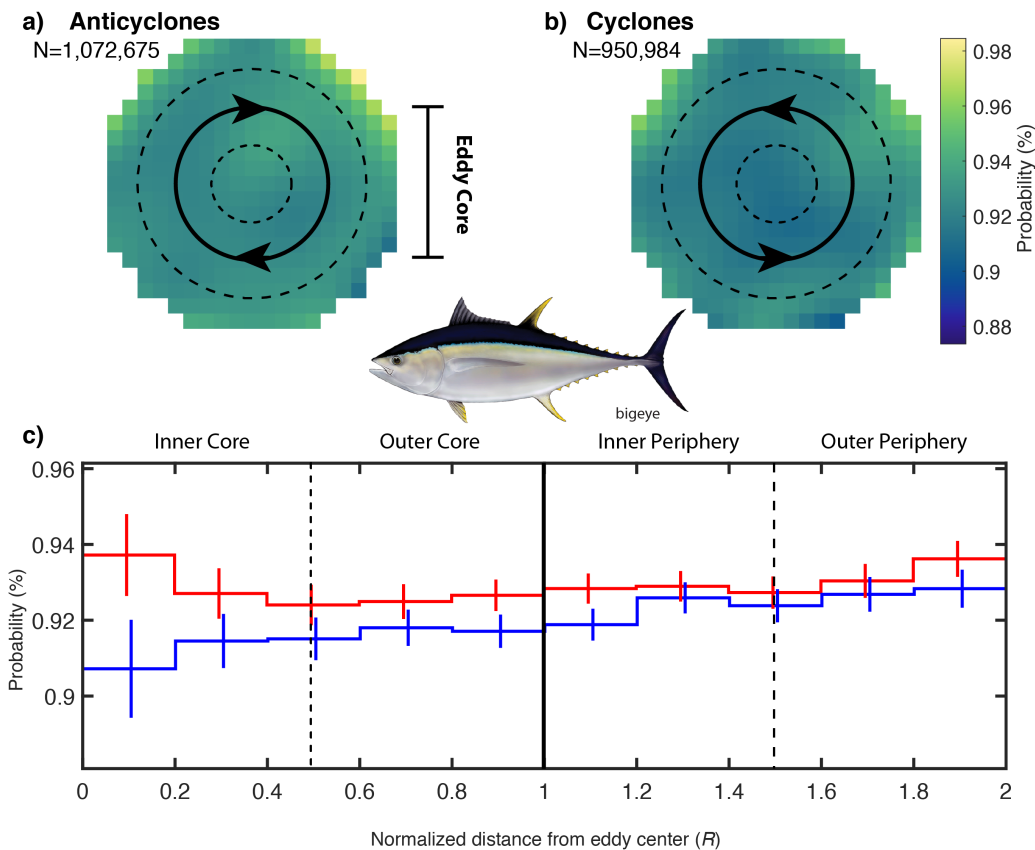 a) Anticyclones
N=1,072,675
b) Cyclones
N=950,984
Eddy Core
0.98
0.96
0.94
0.92
0.9
0.88
Probability (%)
bigeye
c)
Inner Core Outer Core Inner Periphery Outer Periphery
0.96
0.94
0.92
0.9
Probability (%)
0 0.2 0.4 0.6 0.8 1 1.2 1.4 1.6 1.8 2
Normalized distance from eddy center (R)